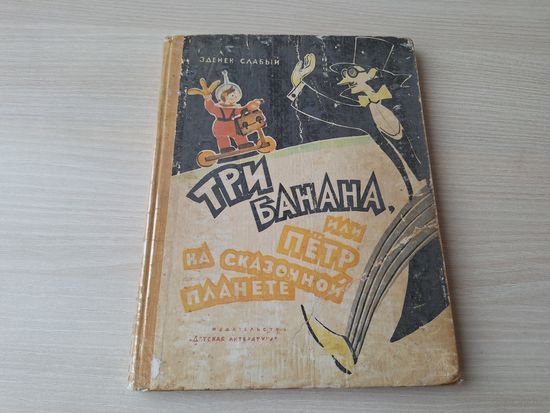 ЗДЕНЕК СЛАБЫЙ
ТРИ
БАНАНА,
ИЛИ
ПЁТР
НА СКАЗОЧНОЙ
ПЛАНЕТЕ
ИЗДАТЕЛЬСТВО
„ДЕТСКАЯ ЛИТЕРАТУРА“